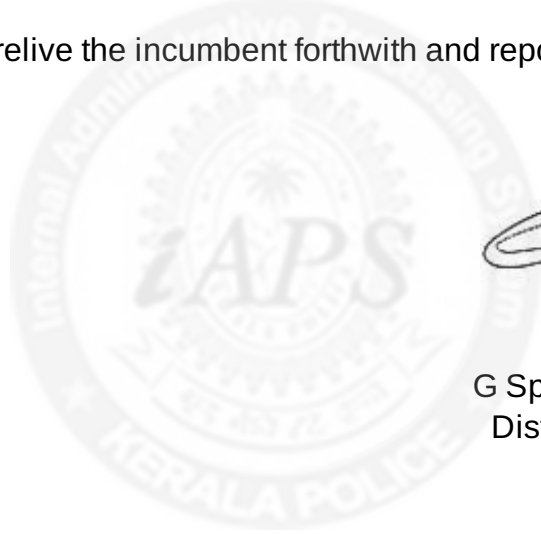 relive the incumbent forthwith and repo
Internal Administrative Processing System
iAPS
KERALA POLICE
G Sp
Dis